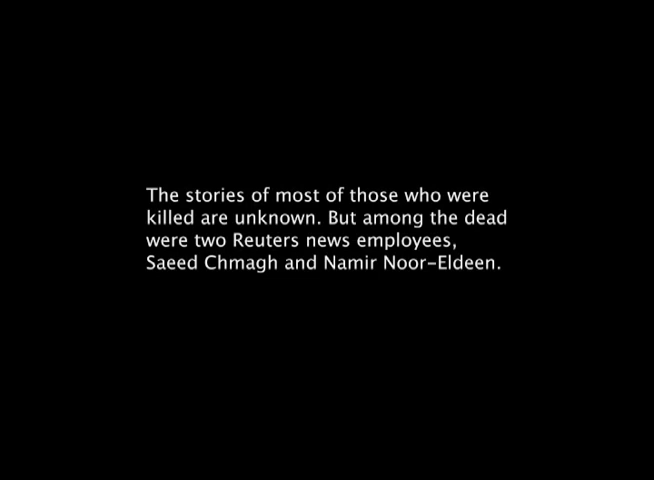 The stories of most of those who were
killed are unknown. But among the dead
were two Reuters news employees,
Saeed Chmagh and Namir Noor-Eldeen.